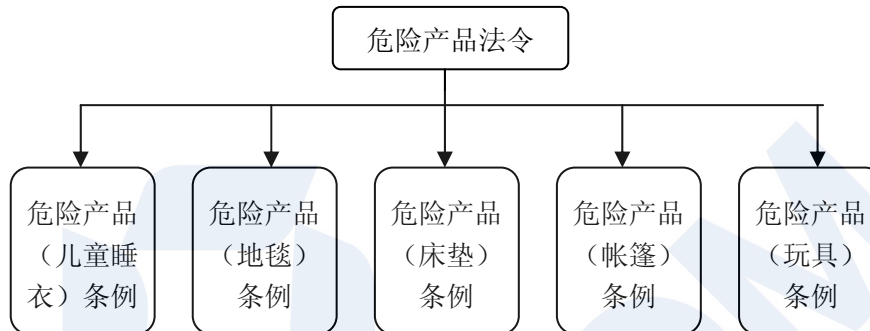 危险产品法令
危险产品
（儿童睡
衣）条例
危险产品
（地毯）
条例
危险产品
（床垫）
条例
危险产品
（帐篷）
条例
危险产品
（玩具）
条例